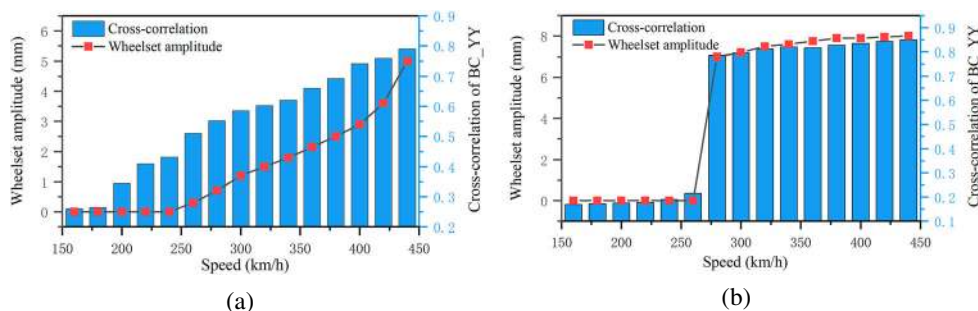 Cross-correlation
Wheelset amplitude
Wheelset amplitude (mm)
6
5
4
3
2
1
0
150 200 250 300 350 400 450
Speed (km/h)
0.9
0.8
0.7
0.6
0.5
0.4
0.3
0.2
Cross-correlation of BC_YY
(a)
Cross-correlation
Wheelset amplitude
Wheelset amplitude (mm)
8
6
4
2
0
150 200 250 300 350 400 450
Speed (km/h)
0.9
0.8
0.7
0.6
0.5
0.4
0.3
0.2
0.1
Cross-correlation of BC_YY
(b)